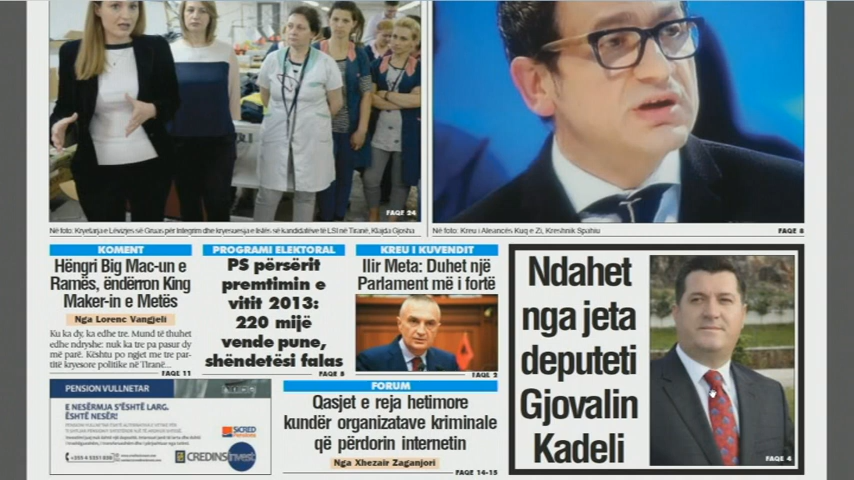 FAQE 24
FAQE 8
Në foto: Kryetarja e Lëvizjes së Gruas për Integrim dhe kryenuesja e listës së kandidatëve të LSI në Tiranë, Klajda Gjosha
Në foto: Kreu i Aleancës Kuq e Zi, Kreshnik Spahiu
KOMENT
Hëngri Big Mac-un e
Ramës, ëndërron King
Maker-in e Metës
Nga Lorenc Vangjeli
Ku ka dy, ka edhe tre. Mund të thuhet
edhe ndryshe: nuk ka tre pa pasur dy
më parë. Kështu po ngjet me tre par-
titë kryesore politike në Tiranë...
FAQE 11
PROGRAMI ELEKTORAL
PS përsërit
premtimin e
vitit 2013:
220 mijë
vende pune,
shëndetësi falas
FAQE 8
KREU I KUVENDIT
Ilir Meta: Duhet një
Parlament më i fortë
FAQE 2
Ndahet
nga jeta
deputeti
Gjovalin
Kadeli
FAQE 4
PENSION VULLNETAR
E NESËRMJA S'ËSHTË LARG.
ËSHTË NESËR!
SiCRED
Pensions
CREDINSinvest
FORUM
Qasjet e reja hetimore
kundër organizatave kriminale
që përdorin internetin
Nga Xhezair Zaganjori
FAQE 14-15